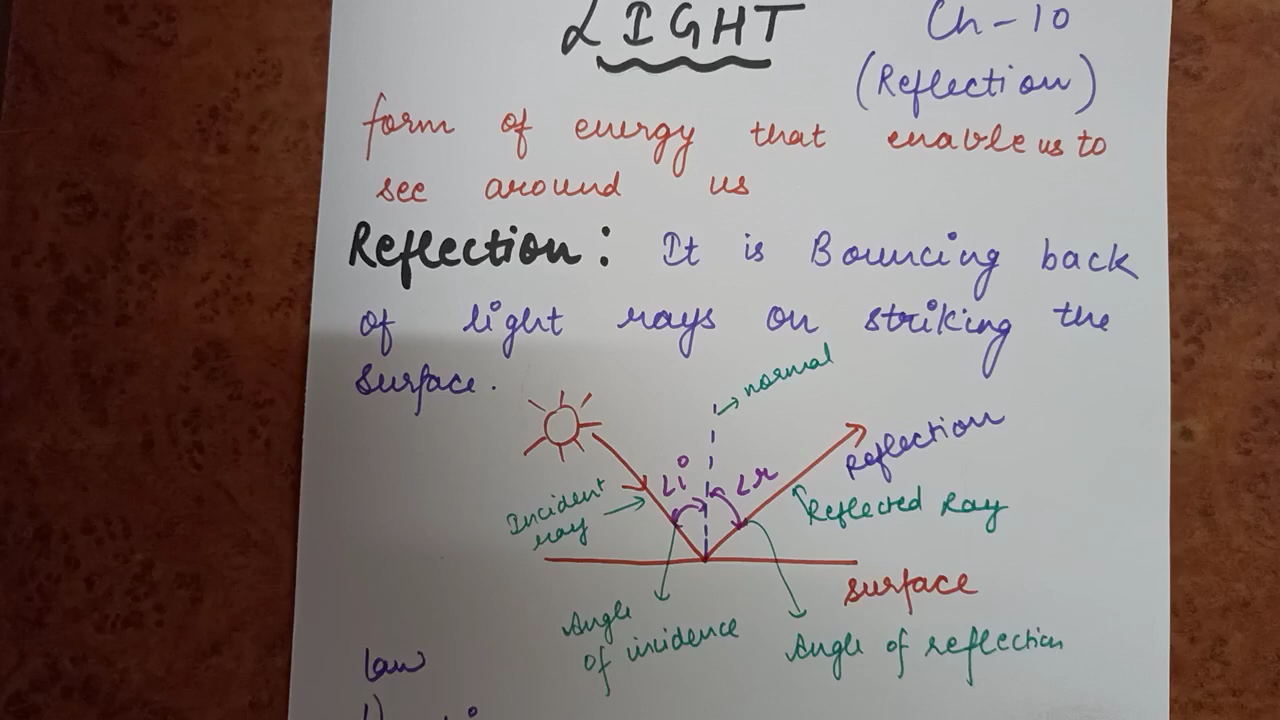 LIGHT
Ch-10
(Reflection)
form of energy that enable us to
see around us
Reflection: It is Bouncing back
of light rays on striking the
surface.
normal
Reflection
∠i
∠r
Incident
ray
Reflected Ray
surface
Angle
of incidence
Angle of reflection
law
1)